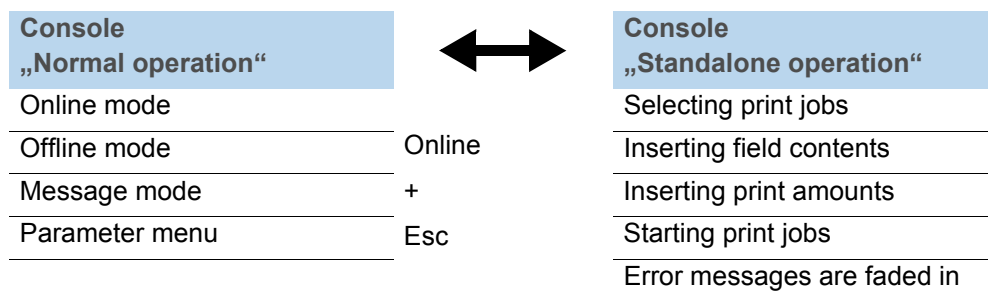 Console
„Normal operation“
Online mode
Offline mode
Message mode
Parameter menu
Online
+
Esc
Console
„Standalone operation“
Selecting print jobs
Inserting field contents
Inserting print amounts
Starting print jobs
Error messages are faded in